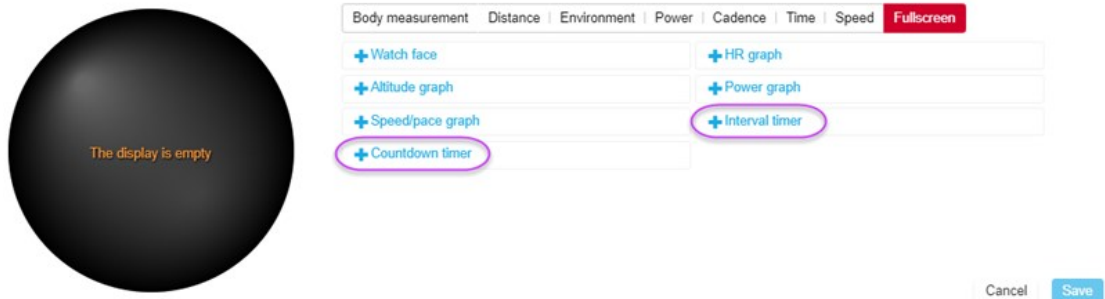 Body measurement Distance Environment Power Cadence Time Speed Fullscreen
Watch face
HR graph
Altitude graph
Power graph
Speed/pace graph
Interval timer
Countdown timer
The display is empty
Cancel Save